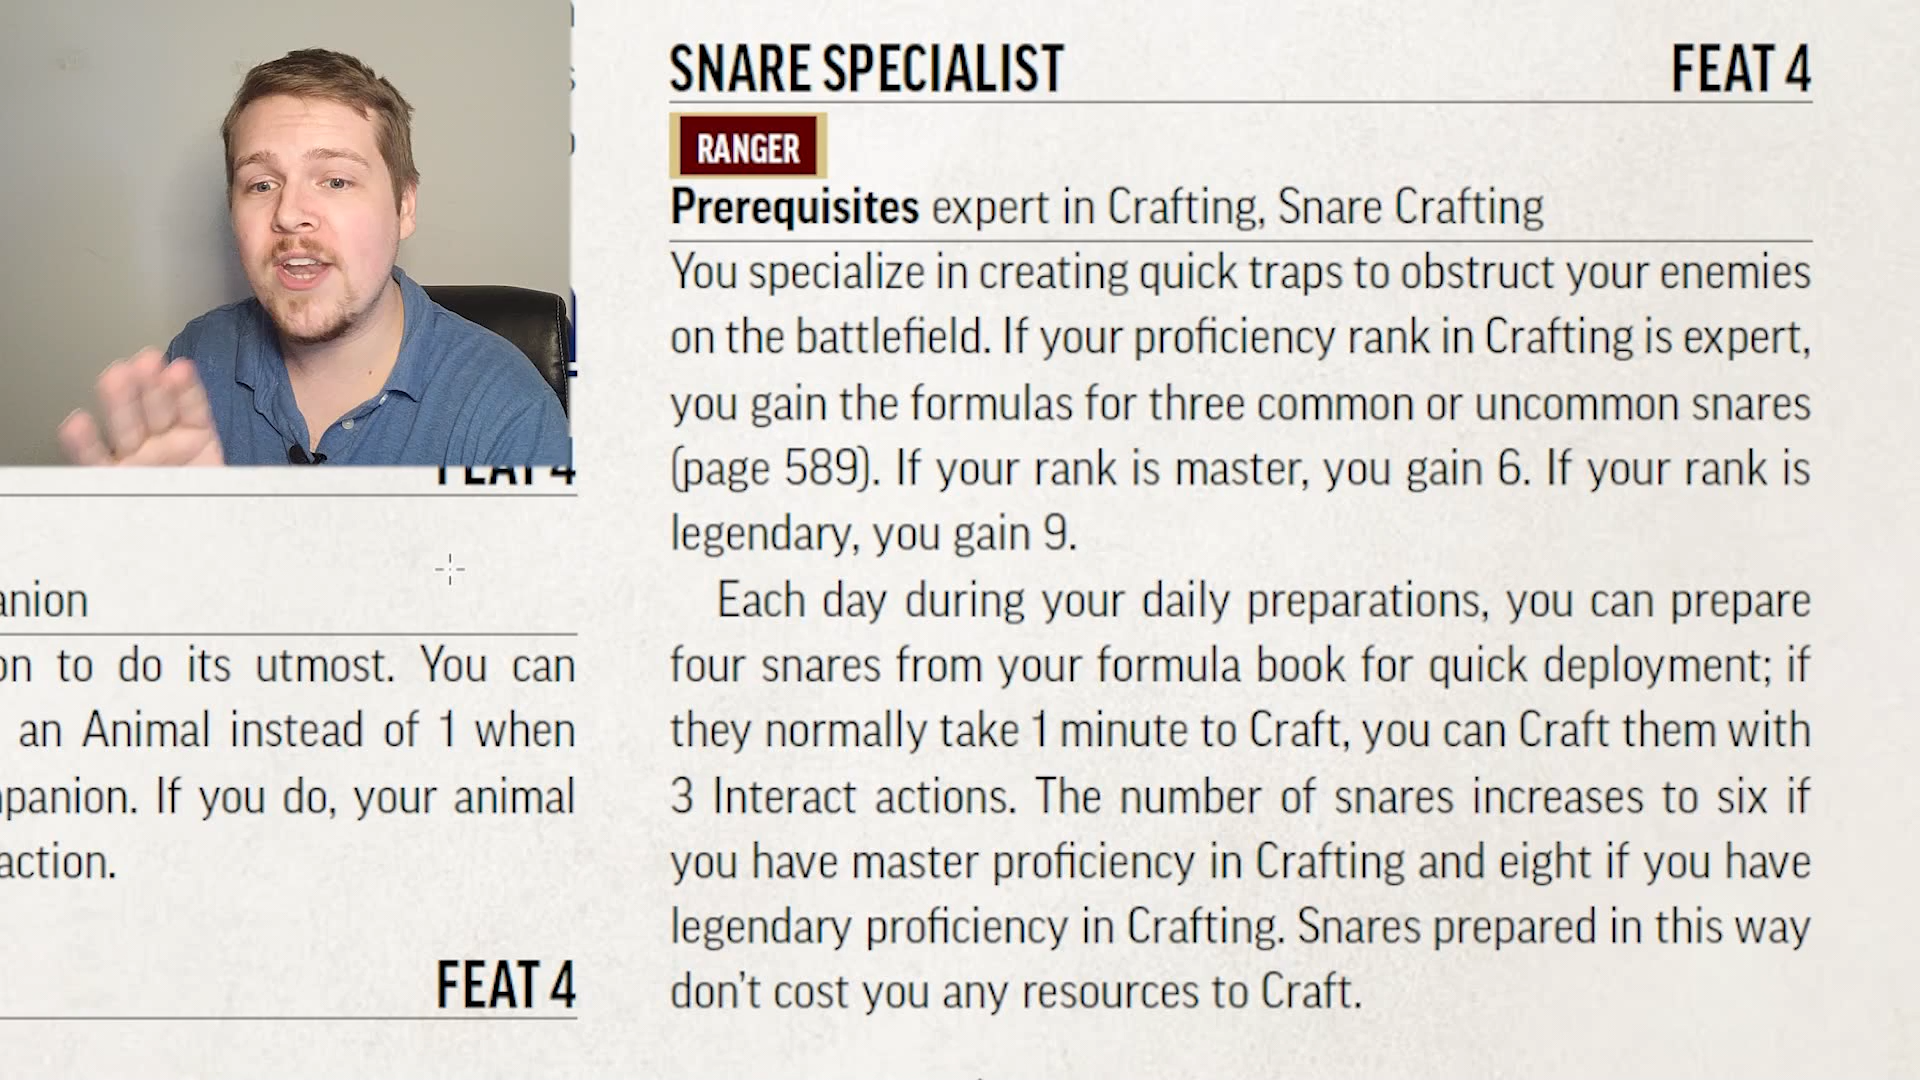 SNARE SPECIALIST FEAT 4
RANGER
Prerequisites expert in Crafting, Snare Crafting
You specialize in creating quick traps to obstruct your enemies
on the battlefield. If your proficiency rank in Crafting is expert,
you gain the formulas for three common or uncommon snares
(page 589). If your rank is master, you gain 6. If your rank is
legendary, you gain 9.
Each day during your daily preparations, you can prepare
four snares from your formula book for quick deployment; if
they normally take 1 minute to Craft, you can Craft them with
3 Interact actions. The number of snares increases to six if
you have master proficiency in Crafting and eight if you have
legendary proficiency in Crafting. Snares prepared in this way
don't cost you any resources to Craft.
FEAT 4
anion
on to do its utmost. You can
an Animal instead of 1 when
panion. If you do, your animal
action.
FEAT 4